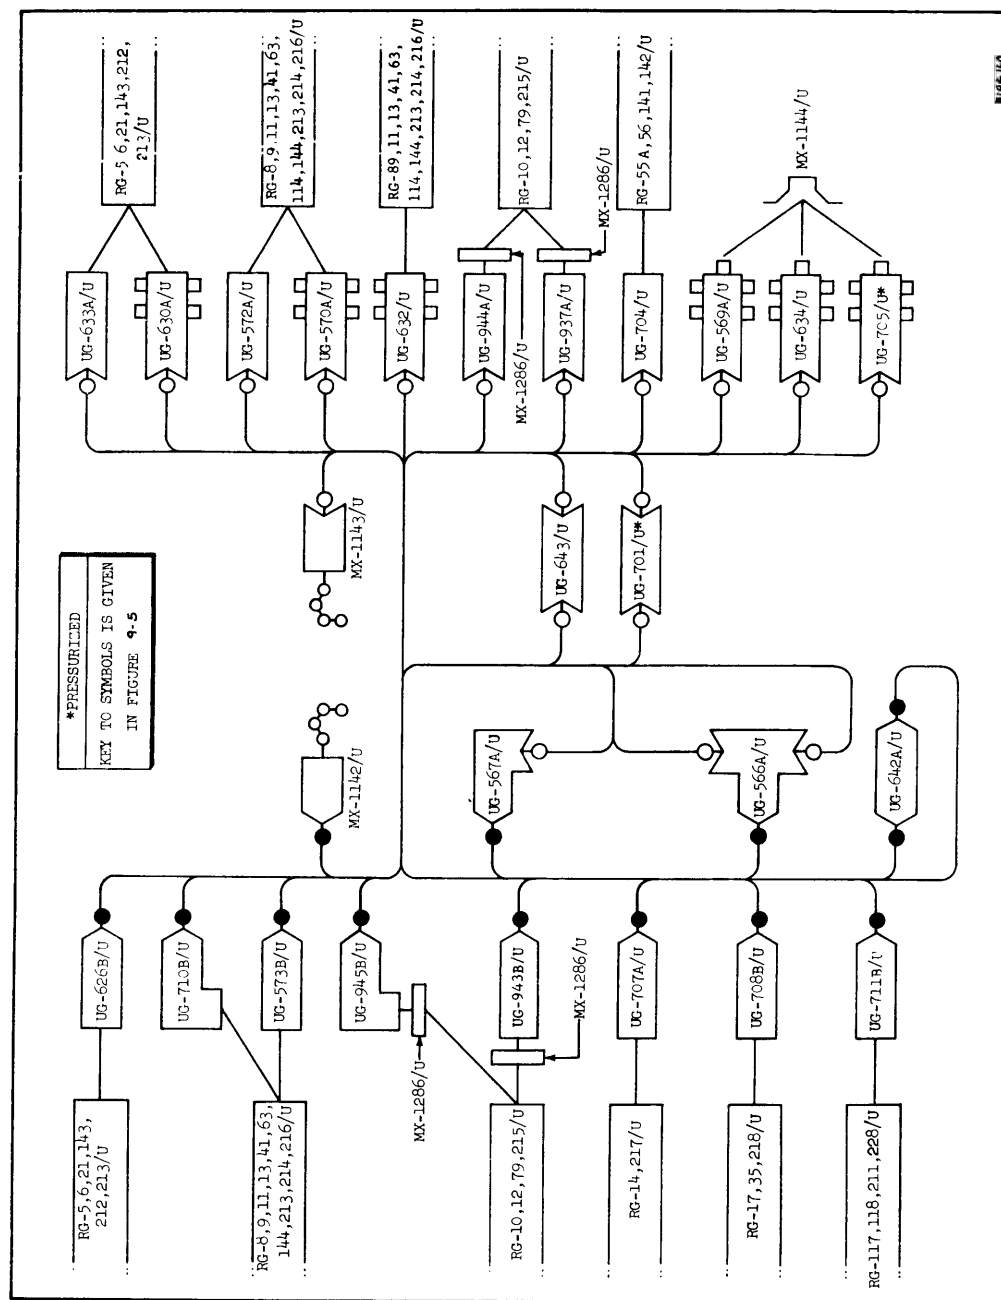 RG-5 6,21,143,212,
213/U
RG-8,9,11,13,41,63,
114,144,213,214,216/U
RG-89,11,13,41,63,
114,144,213,214,216/U
RG-10,12,79,215/U
RG-55A,56,141,142/U
MX-1144/U
UG-633A/U
UG-630A/U
UG-572A/U
UG-570A/U
UG-632/U
UG-944A/U
UG-937A/U
UG-704/U
UG-569A/U
UG-634/U
UG-705/U*
MX-1286/U
MX-1286/U
MX-1143/U
UG-643/U
UG-701/U*
*PRESSURIZED
KEY TO SYMBOLS IS GIVEN
IN FIGURE 9-5
MX-1142/U
UG-567A/U
UG-566A/U
UG-642A/U
UG-626B/U
UG-710B/U
UG-573B/U
UG-945B/U
UG-943B/U
UG-707A/U
UG-708B/U
UG-711B/U
MX-1286/U
MX-1286/U
RG-5,6,21,143,
212,213/U
RG-8,9,11,13,41,63,
144,213,214,216/U
RG-10,12,79,215/U
RG-14,217/U
RG-17,35,218/U
RG-117,118,211,228/U